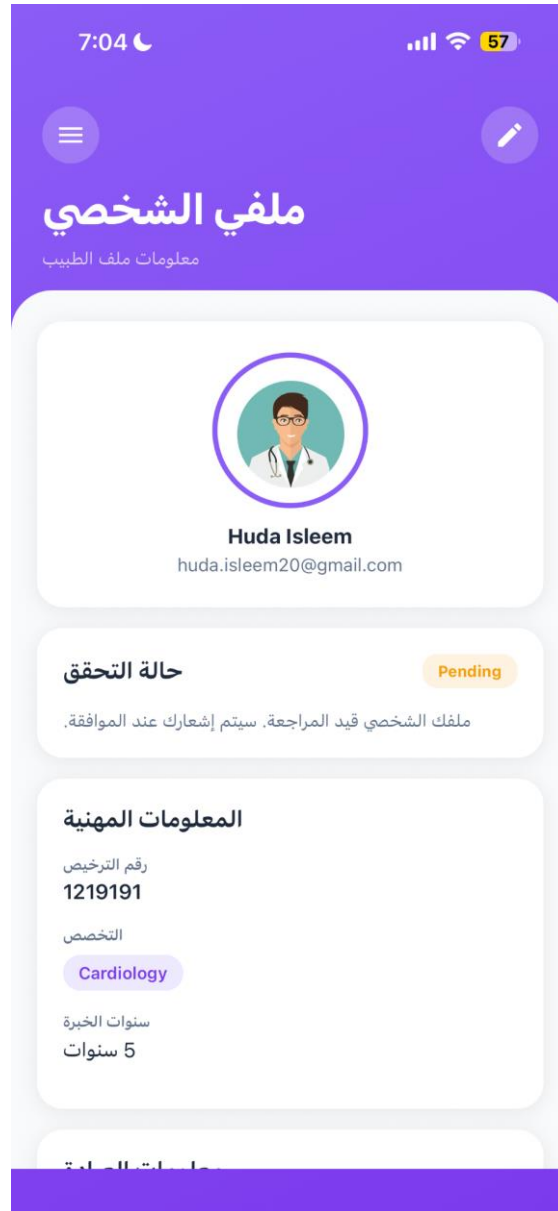 7:04
57
ملفي الشخصي
معلومات ملف الطبيب
Huda Isleem
huda.isleem20@gmail.com
حالة التحقق
Pending
ملفك الشخصي قيد المراجعة. سيتم إشعارك عند الموافقة.
المعلومات المهنية
رقم الترخيص
1219191
التخصص
Cardiology
سنوات الخبرة
5 سنوات